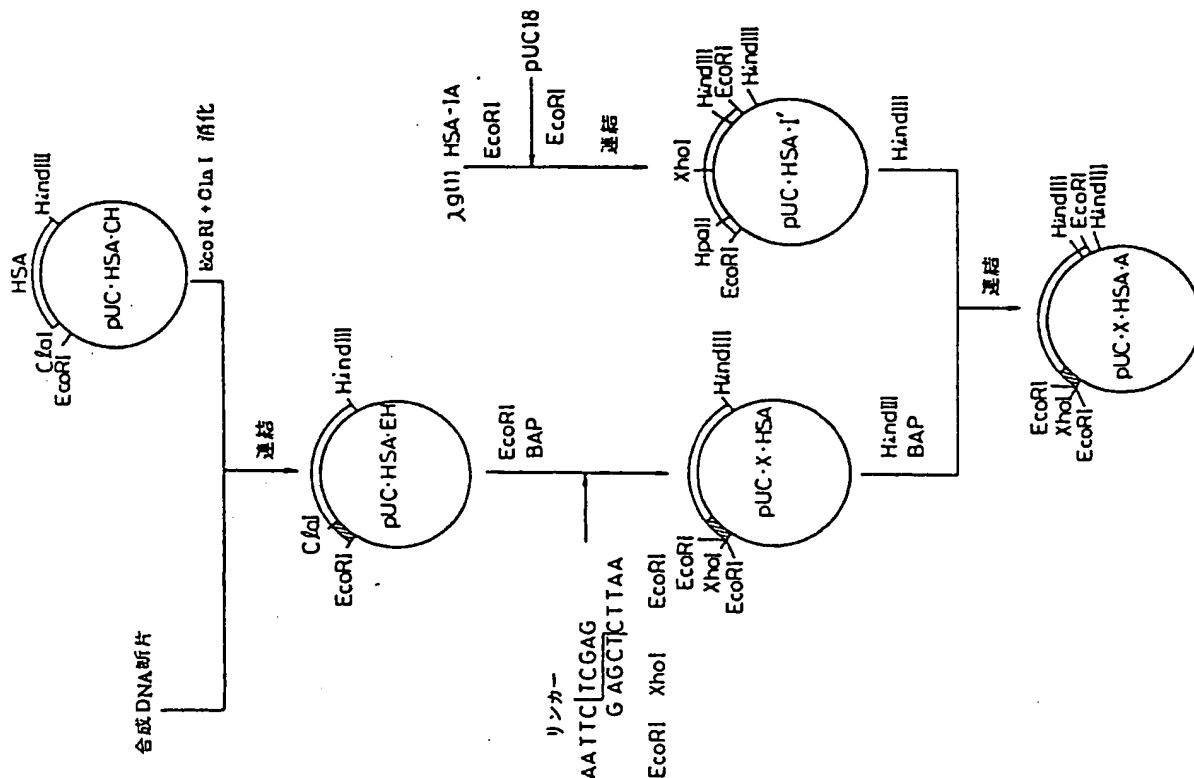 HSA
ClaI
EcoRI
HindIII
pUC·HSA·CH
EcoRI + Cla I 消化
合成DNA断片
連結
ClaI
EcoRI
HindIII
pUC·HSA·EH
EcoRI
BAP
リンカー
AATTCTCGAG
GAGCTCTTAA
EcoRI XhoI EcoRI
EcoRI
XhoI
EcoRI
HindIII
pUC·X·HSA
HindIII
BAP
λg(t) HSA-IA
EcoRI
pUC18
EcoRI
連結
XhoI
HpaII
EcoRI
HindIII
EcoRI
HindIII
pUC·HSA·I'
HindIII
連結
EcoRI
XhoI
EcoRI
HindIII
EcoRI
HindIII
pUC·X·HSA·A